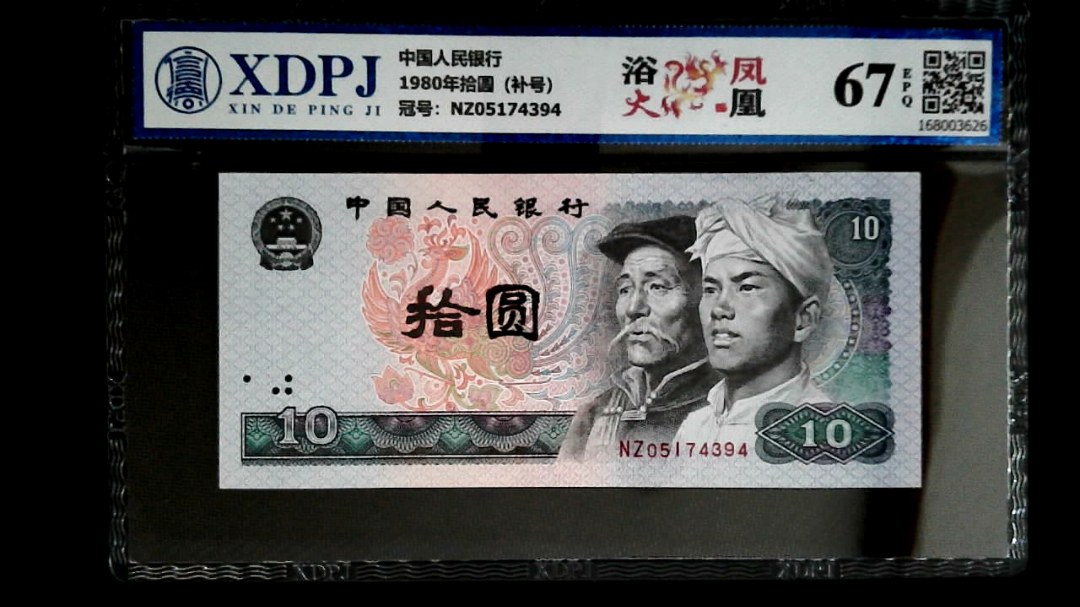 XDPJ
XIN DE PING JI
中国人民银行
1980年拾圆（补号）
冠号：NZ05174394
浴火
凤凰
67
EPQ
168003626
中国人民银行
10
拾圆
10
NZ05174394
10
XDPJ
XDPJ
XDPJ